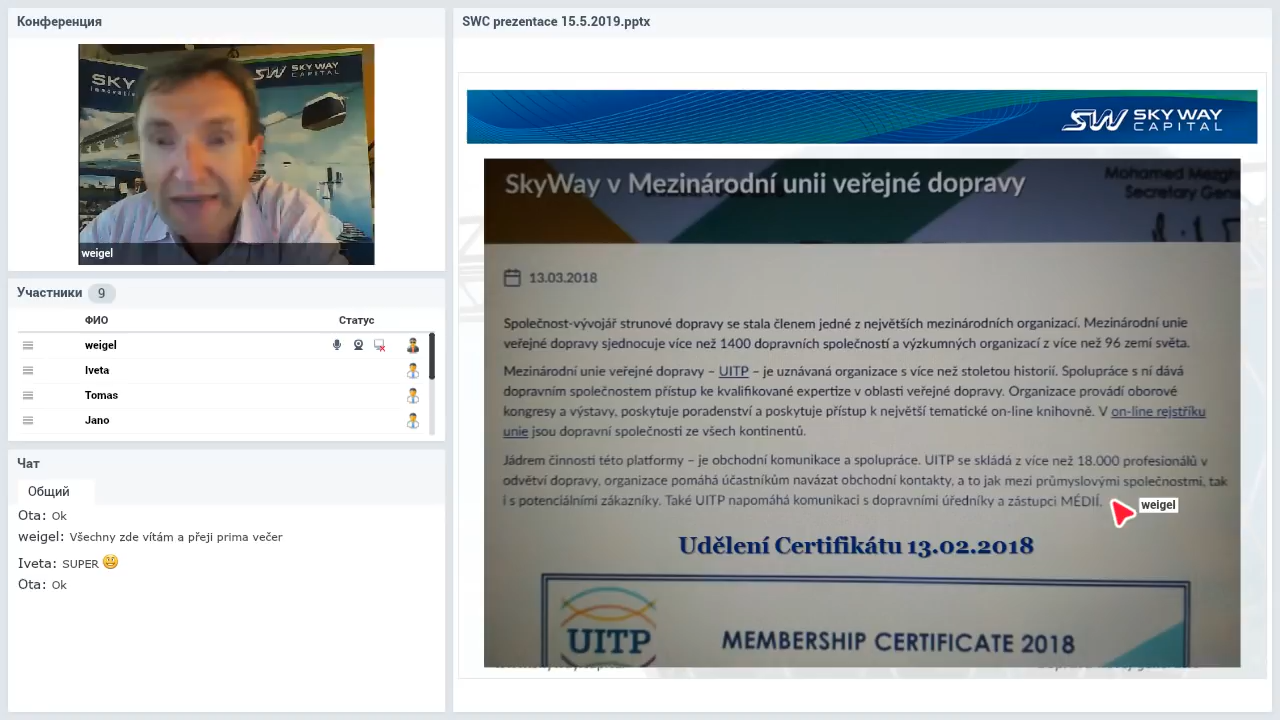 Конференция
SKY
SW SKY WAY
CAPITAL
weigel
Участники 9
ФИО Статус
weigel
Iveta
Tomas
Jano
Чат
Общий
Ota: Ok
weigel: Všechny zde vítám a přeji prima večer
Iveta: SUPER
Ota: Ok
SWC prezentace 15.5.2019.pptx
SW SKY WAY
CAPITAL
SkyWay v Mezinárodní unii veřejné dopravy
Mohamed
Secretary
13.03.2018
Společnost-vývojář strunové dopravy se stala členem jedné z největších mezinárodních organizací. Mezinárodní unie
veřejné dopravy sjednocuje více než 1400 dopravních společností a výzkumných organizací z více než 96 zemí světa.
Mezinárodní unie veřejné dopravy – UITP – je uznávaná organizace s více než stoletou historií. Spolupráce s ní dává
dopravním společnostem přístup ke kvalifikované expertize v oblasti veřejné dopravy. Organizace provádí oborové
kongresy a výstavy, poskytuje poradenství a poskytuje přístup k největší tematické on-line knihovně. V on-line rejstříku
unie jsou dopravní společnosti ze všech kontinentů.
Jádrem činnosti této platformy – je obchodní komunikace a spolupráce. UITP se skládá z více než 18.000 profesionálů v
odvětví dopravy, organizace pomáhá účastníkům navázat obchodní kontakty, a to jak mezi průmyslovými společnostmi, tak
i s potenciálními zákazníky. Také UITP napomáhá komunikaci s dopravními úředníky a zástupci MÉDIÍ.
weigel
Udělení Certifikátu 13.02.2018
UITP
MEMBERSHIP CERTIFICATE 2018